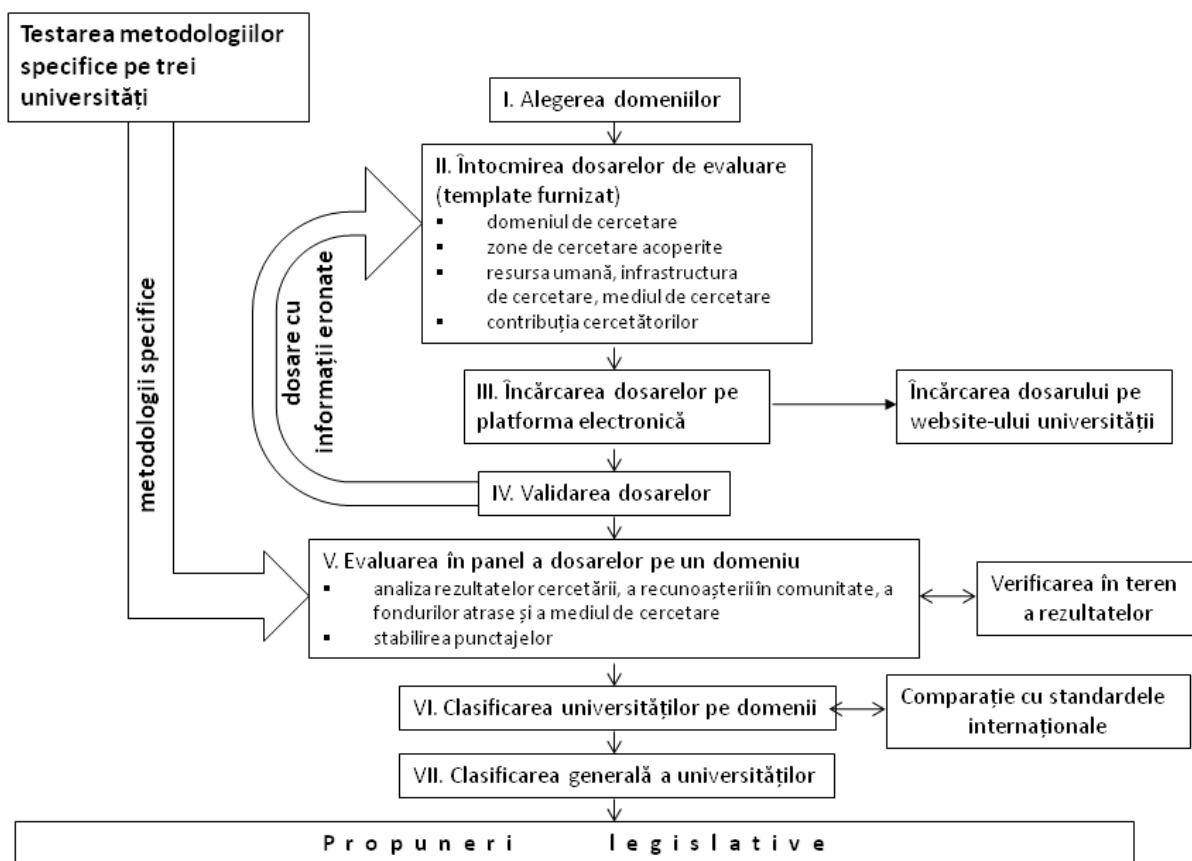 Testarea metodologiilor
specifice pe trei
universități
I. Alegerea domeniilor
II. Întocmirea dosarelor de evaluare
(template furnizat)
▪ domeniul de cercetare
▪ zone de cercetare acoperite
▪ resursa umană, infrastructura
de cercetare, mediul de cercetare
▪ contribuția cercetătorilor
dosare cu
informații eronate
metodologii specifice
III. Încărcarea dosarelor pe
platforma electronică
Încărcarea dosarului pe
website-ului universității
IV. Validarea dosarelor
V. Evaluarea în panel a dosarelor pe un domeniu
▪ analiza rezultatelor cercetării, a recunoașterii în comunitate, a
fondurilor atrase și a mediul de cercetare
▪ stabilirea punctajelor
Verificarea în teren
a rezultatelor
VI. Clasificarea universităților pe domenii
Comparație cu standardele
internaționale
VII. Clasificarea generală a universităților
Propuneri legislative